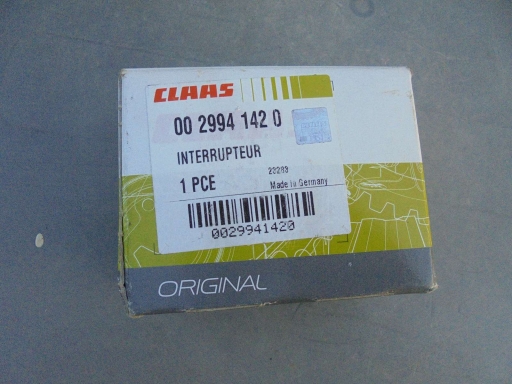 CLAAS
00 2994 142 0
INTERRUPTEUR
23283
1 PCE
Made in Germany
0029941420
ORIGINAL